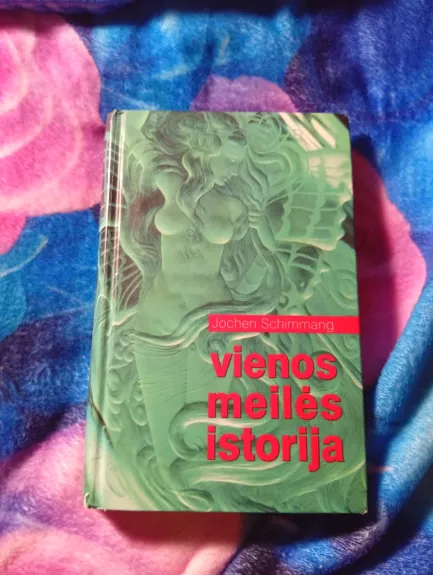 Jochen Schimmang
vienos
meilės
istorija